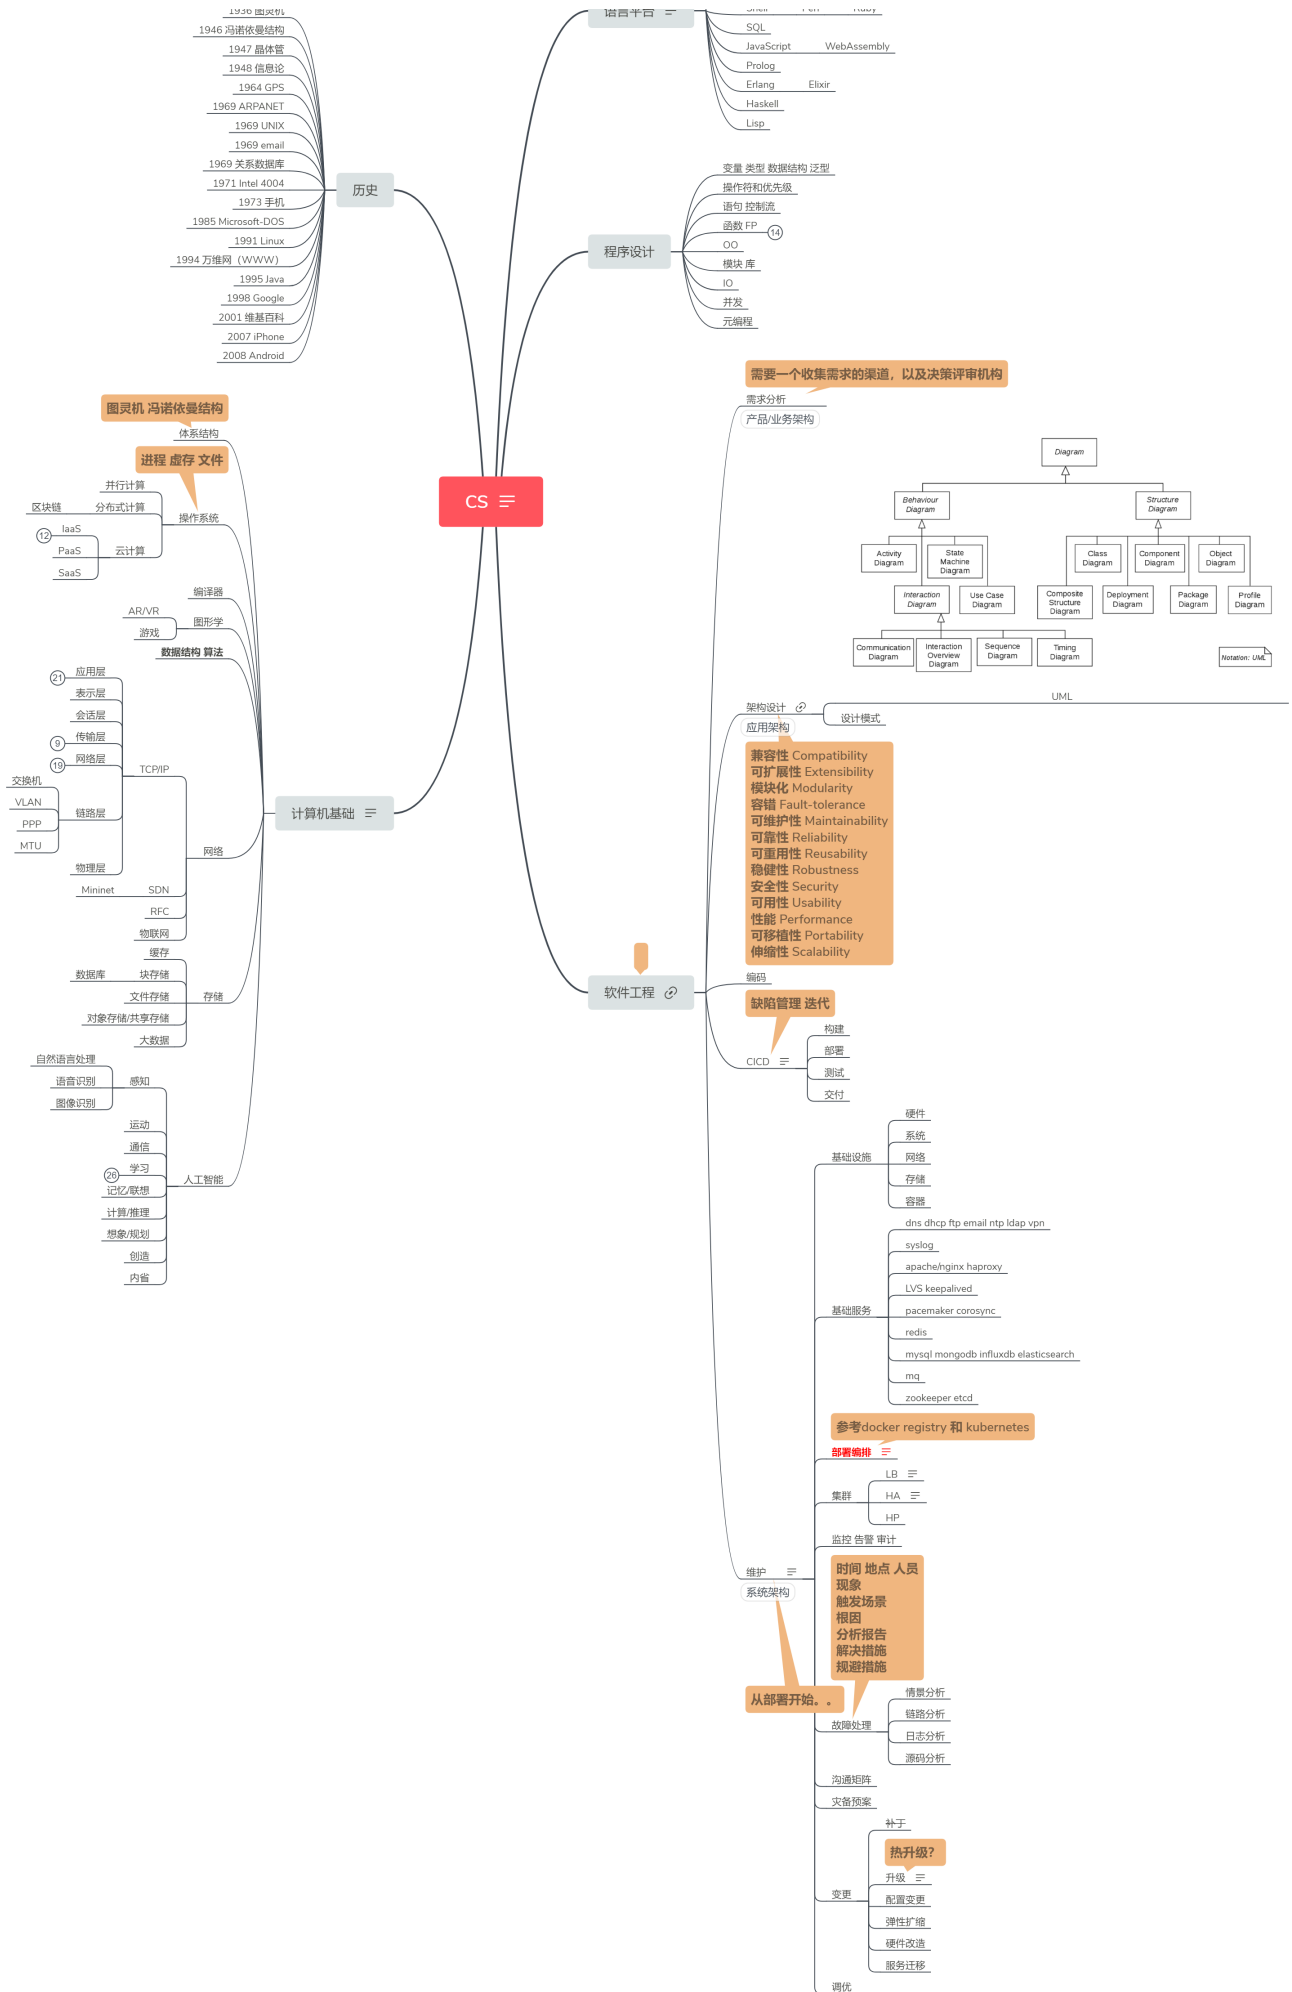 1936 图灵机
1946 冯诺依曼结构
1947 晶体管
1948 信息论
1964 GPS
1969 ARPANET
1969 UNIX
1969 email
1969 关系数据库
1971 Intel 4004
1973 手机
1985 Microsoft-DOS
1991 Linux
1994 万维网（WWW）
1995 Java
1998 Google
2001 维基百科
2007 iPhone
2008 Android
历史
图灵机 冯诺依曼结构
体系结构
进程 虚存 文件
并行计算
区块链 分布式计算
操作系统
IaaS
12
PaaS
云计算
SaaS
编译器
AR/VR
图形学
游戏
数据结构 算法
应用层
21
表示层
会话层
传输层
9
网络层
19
TCP/IP
交换机
VLAN
链路层
PPP
MTU
物理层
网络
Mininet SDN
RFC
物联网
缓存
数据库 块存储
文件存储
存储
对象存储/共享存储
大数据
自然语言处理
语音识别
感知
图像识别
运动
通信
学习
26
人工智能
记忆/联想
计算/推理
想象/规划
创造
内省
计算机基础
CS
语言平台
Shell Perl Ruby
SQL
JavaScript WebAssembly
Prolog
Erlang Elixir
Haskell
Lisp
程序设计
变量 类型 数据结构 泛型
操作符和优先级
语句 控制流
函数 FP
14
OO
模块 库
IO
并发
元编程
软件工程
需要一个收集需求的渠道，以及决策评审机构
需求分析
产品/业务架构
Diagram
Behaviour
Diagram
Structure
Diagram
Activity
Diagram
State
Machine
Diagram
Class
Diagram
Component
Diagram
Object
Diagram
Interaction
Diagram
Use Case
Diagram
Composite
Structure
Diagram
Deployment
Diagram
Package
Diagram
Profile
Diagram
Communication
Diagram
Interaction
Overview
Diagram
Sequence
Diagram
Timing
Diagram
Notation: UML
UML
架构设计
设计模式
应用架构
兼容性 Compatibility
可扩展性 Extensibility
模块化 Modularity
容错 Fault-tolerance
可维护性 Maintainability
可靠性 Reliability
可重用性 Reusability
稳健性 Robustness
安全性 Security
可用性 Usability
性能 Performance
可移植性 Portability
伸缩性 Scalability
编码
缺陷管理 迭代
CICD
构建
部署
测试
交付
维护
系统架构
从部署开始。。
基础设施
硬件
系统
网络
存储
容器
基础服务
dns dhcp ftp email ntp ldap vpn
syslog
apache/nginx haproxy
LVS keepalived
pacemaker corosync
redis
mysql mongodb influxdb elasticsearch
mq
zookeeper etcd
参考docker registry 和 kubernetes
部署编排
集群
LB
HA
HP
监控 告警 审计
时间 地点 人员
现象
触发场景
根因
分析报告
解决措施
规避措施
故障处理
情景分析
链路分析
日志分析
源码分析
沟通矩阵
灾备预案
变更
补丁
热升级？
升级
配置变更
弹性扩缩
硬件改造
服务迁移
调优